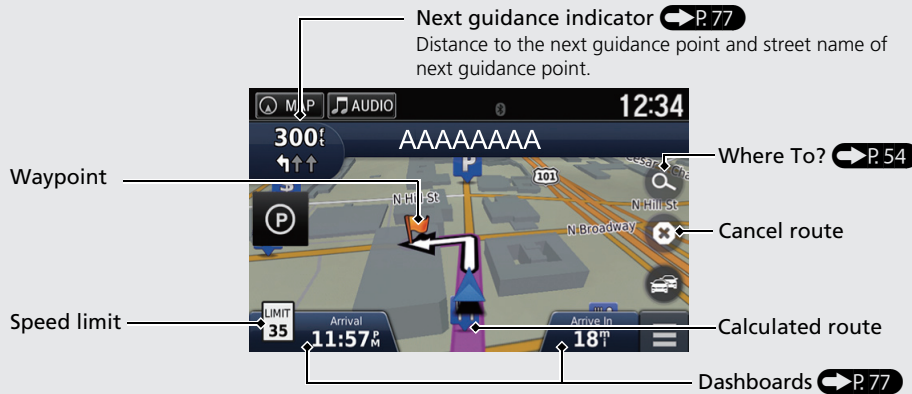 Next guidance indicator P. 77
Distance to the next guidance point and street name of
next guidance point.
MAP AUDIO 12:34
300ft AAAAAAAA
P
101
Where To? P. 54
Waypoint
N Hill St
N Hill St
P
N Broadway
Cancel route
Speed limit
LIMIT
35
Arrival
11:57PM
Arrive In
18mi
Calculated route
Dashboards P. 77